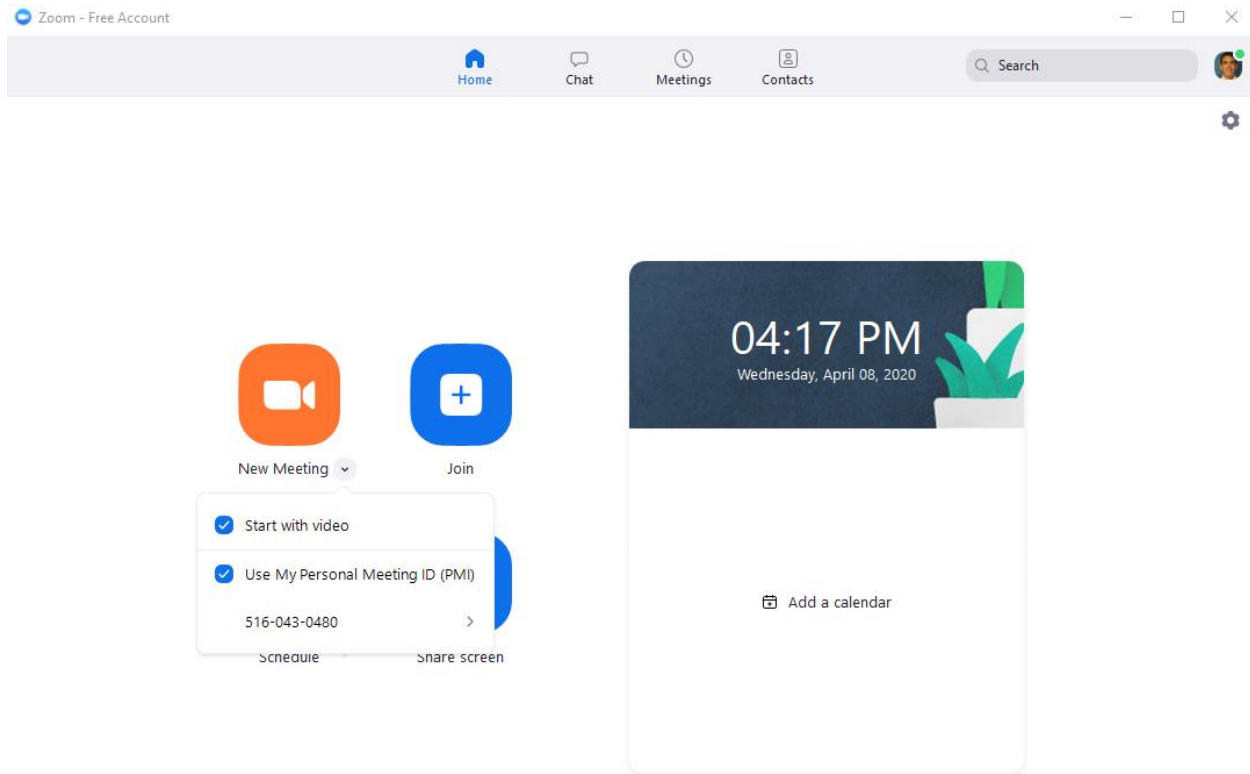 Zoom - Free Account
Home
Chat
Meetings
Contacts
Search
04:17 PM
Wednesday, April 08, 2020
New Meeting
Join
Start with video
Use My Personal Meeting ID (PMI)
516-043-0480
Add a calendar
Schedule
Share screen